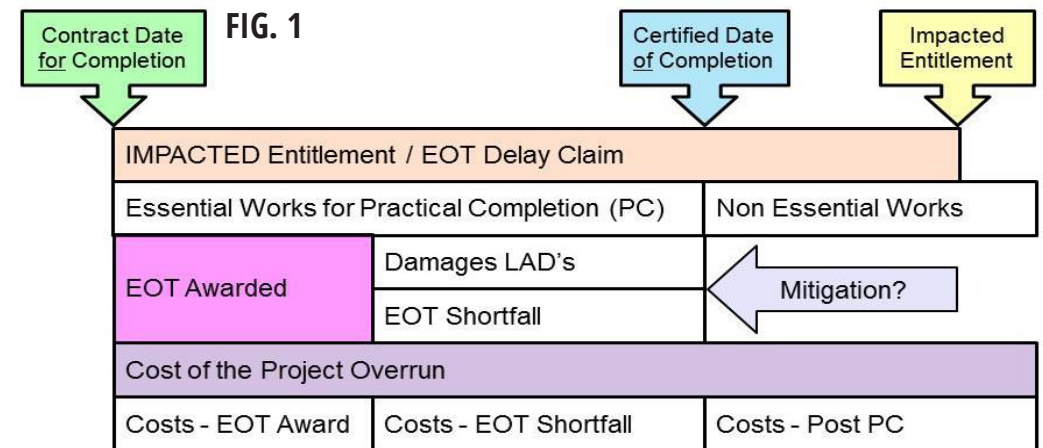 FIG. 1
Contract Date
for Completion
Certified Date
of Completion
Impacted
Entitlement
IMPACTED Entitlement / EOT Delay Claim
Essential Works for Practical Completion (PC)
Non Essential Works
EOT Awarded
Damages LAD's
EOT Shortfall
Mitigation?
Cost of the Project Overrun
Costs - EOT Award
Costs - EOT Shortfall
Costs - Post PC